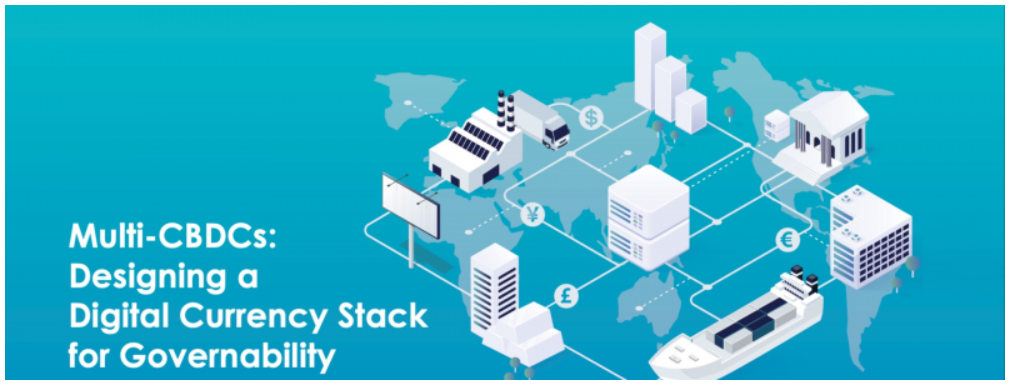 Multi-CBDCs:
Designing a
Digital Currency Stack
for Governability
$
¥
€
£